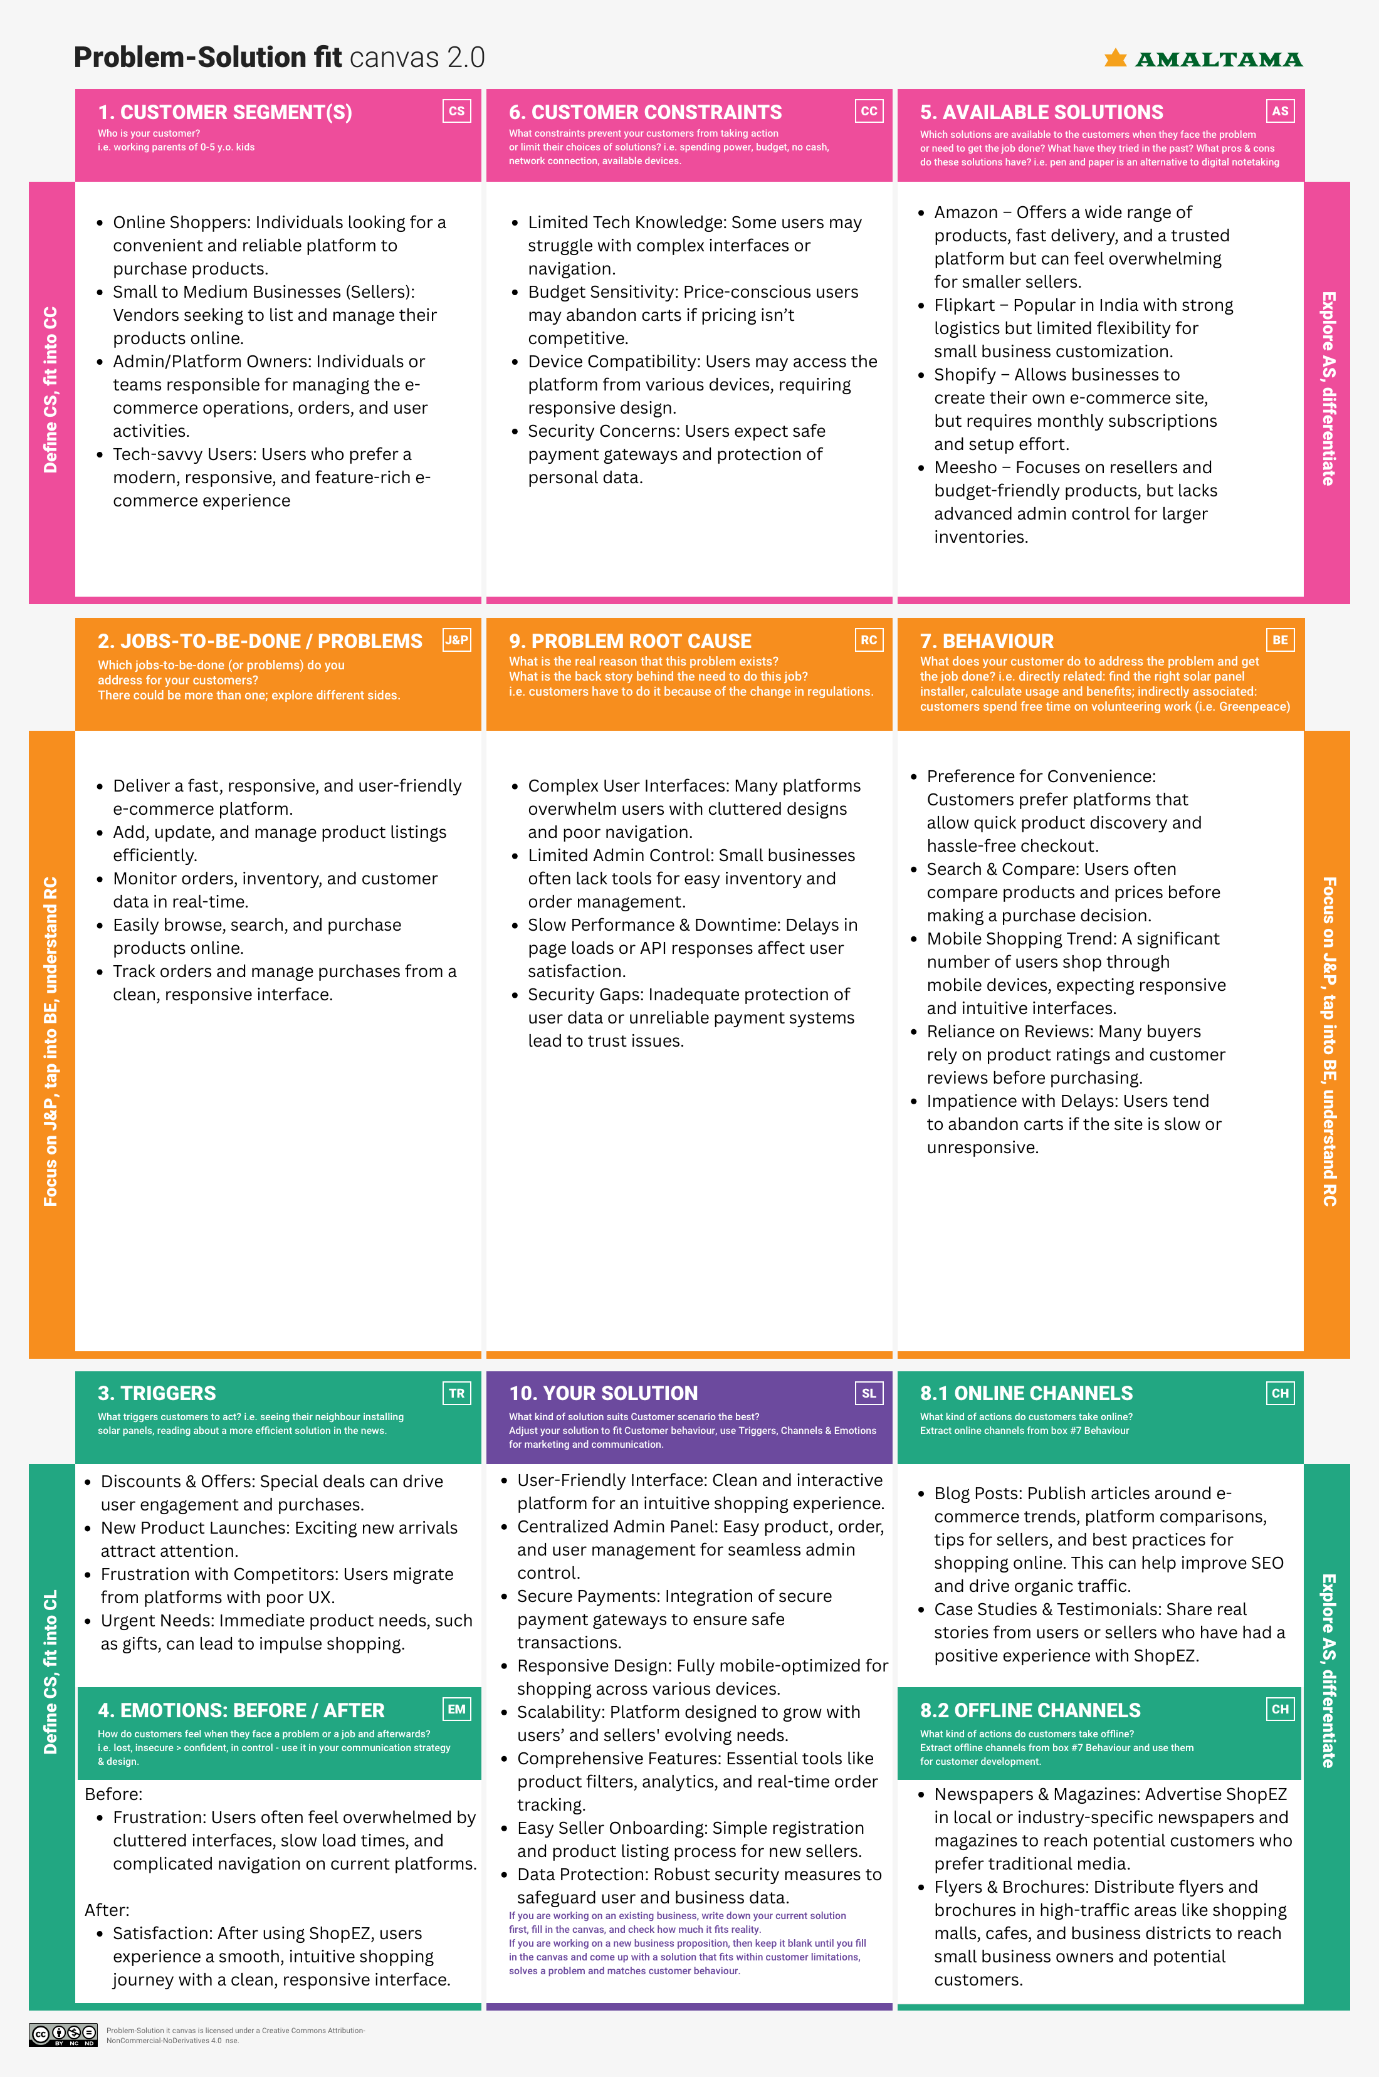 Problem-Solution fit canvas 2.0
AMALTAMA
1. CUSTOMER SEGMENT(S)
CS
Who is your customer?
i.e. working parents of 0-5 y.o. kids
Define CS, fit into CC
• Online Shoppers: Individuals looking for a
convenient and reliable platform to
purchase products.
• Small to Medium Businesses (Sellers):
Vendors seeking to list and manage their
products online.
• Admin/Platform Owners: Individuals or
teams responsible for managing the e-
commerce operations, orders, and user
activities.
• Tech-savvy Users: Users who prefer a
modern, responsive, and feature-rich e-
commerce experience
6. CUSTOMER CONSTRAINTS
CC
What constraints prevent your customers from taking action
or limit their choices of solutions? i.e. spending power, budget, no cash,
network connection, available devices.
• Limited Tech Knowledge: Some users may
struggle with complex interfaces or
navigation.
• Budget Sensitivity: Price-conscious users
may abandon carts if pricing isn’t
competitive.
• Device Compatibility: Users may access the
platform from various devices, requiring
responsive design.
• Security Concerns: Users expect safe
payment gateways and protection of
personal data.
5. AVAILABLE SOLUTIONS
AS
Which solutions are available to the customers when they face the problem
or need to get the job done? What have they tried in the past? What pros & cons
do these solutions have? i.e. pen and paper is an alternative to digital notetaking
• Amazon – Offers a wide range of
products, fast delivery, and a trusted
platform but can feel overwhelming
for smaller sellers.
• Flipkart – Popular in India with strong
logistics but limited flexibility for
small business customization.
• Shopify – Allows businesses to
create their own e-commerce site,
but requires monthly subscriptions
and setup effort.
• Meesho – Focuses on resellers and
budget-friendly products, but lacks
advanced admin control for larger
inventories.
Explore AS, differentiate
2. JOBS-TO-BE-DONE / PROBLEMS
J&P
Which jobs-to-be-done (or problems) do you
address for your customers?
There could be more than one; explore different sides.
Focus on J&P, tap into BE, understand RC
• Deliver a fast, responsive, and user-friendly
e-commerce platform.
• Add, update, and manage product listings
efficiently.
• Monitor orders, inventory, and customer
data in real-time.
• Easily browse, search, and purchase
products online.
• Track orders and manage purchases from a
clean, responsive interface.
9. PROBLEM ROOT CAUSE
RC
What is the real reason that this problem exists?
What is the back story behind the need to do this job?
i.e. customers have to do it because of the change in regulations.
• Complex User Interfaces: Many platforms
overwhelm users with cluttered designs
and poor navigation.
• Limited Admin Control: Small businesses
often lack tools for easy inventory and
order management.
• Slow Performance & Downtime: Delays in
page loads or API responses affect user
satisfaction.
• Security Gaps: Inadequate protection of
user data or unreliable payment systems
lead to trust issues.
7. BEHAVIOUR
BE
What does your customer do to address the problem and get
the job done? i.e. directly related: find the right solar panel
installer, calculate usage and benefits; indirectly associated:
customers spend free time on volunteering work (i.e. Greenpeace)
• Preference for Convenience:
Customers prefer platforms that
allow quick product discovery and
hassle-free checkout.
• Search & Compare: Users often
compare products and prices before
making a purchase decision.
• Mobile Shopping Trend: A significant
number of users shop through
mobile devices, expecting responsive
and intuitive interfaces.
• Reliance on Reviews: Many buyers
rely on product ratings and customer
reviews before purchasing.
• Impatience with Delays: Users tend
to abandon carts if the site is slow or
unresponsive.
Focus on J&P, tap into BE, understand RC
3. TRIGGERS
TR
What triggers customers to act? i.e. seeing their neighbour installing
solar panels, reading about a more efficient solution in the news.
Define CS, fit into CL
• Discounts & Offers: Special deals can drive
user engagement and purchases.
• New Product Launches: Exciting new arrivals
attract attention.
• Frustration with Competitors: Users migrate
from platforms with poor UX.
• Urgent Needs: Immediate product needs, such
as gifts, can lead to impulse shopping.
4. EMOTIONS: BEFORE / AFTER
EM
How do customers feel when they face a problem or a job and afterwards?
i.e. lost, insecure > confident, in control - use it in your communication strategy
& design.
Before:
• Frustration: Users often feel overwhelmed by
cluttered interfaces, slow load times, and
complicated navigation on current platforms.
After:
• Satisfaction: After using ShopEZ, users
experience a smooth, intuitive shopping
journey with a clean, responsive interface.
10. YOUR SOLUTION
SL
What kind of solution suits Customer scenario the best?
Adjust your solution to fit Customer behaviour, use Triggers, Channels & Emotions
for marketing and communication.
• User-Friendly Interface: Clean and interactive
platform for an intuitive shopping experience.
• Centralized Admin Panel: Easy product, order,
and user management for seamless admin
control.
• Secure Payments: Integration of secure
payment gateways to ensure safe
transactions.
• Responsive Design: Fully mobile-optimized for
shopping across various devices.
• Scalability: Platform designed to grow with
users’ and sellers' evolving needs.
• Comprehensive Features: Essential tools like
product filters, analytics, and real-time order
tracking.
• Easy Seller Onboarding: Simple registration
and product listing process for new sellers.
• Data Protection: Robust security measures to
safeguard user and business data.
If you are working on an existing business, write down your current solution
first, fill in the canvas, and check how much it fits reality.
If you are working on a new business proposition, then keep it blank until you fill
in the canvas and come up with a solution that fits within customer limitations,
solves a problem and matches customer behaviour.
8.1 ONLINE CHANNELS
CH
What kind of actions do customers take online?
Extract online channels from box #7 Behaviour
• Blog Posts: Publish articles around e-
commerce trends, platform comparisons,
tips for sellers, and best practices for
shopping online. This can help improve SEO
and drive organic traffic.
• Case Studies & Testimonials: Share real
stories from users or sellers who have had a
positive experience with ShopEZ.
8.2 OFFLINE CHANNELS
CH
What kind of actions do customers take offline?
Extract offline channels from box #7 Behaviour and use them
for customer development.
• Newspapers & Magazines: Advertise ShopEZ
in local or industry-specific newspapers and
magazines to reach potential customers who
prefer traditional media.
• Flyers & Brochures: Distribute flyers and
brochures in high-traffic areas like shopping
malls, cafes, and business districts to reach
small business owners and potential
customers.
Explore AS, differentiate
cc BY NC ND
Problem-Solution it canvas is licensed under a Creative Commons Attribution-
NonCommercial-NoDerivatives 4.0 nse.